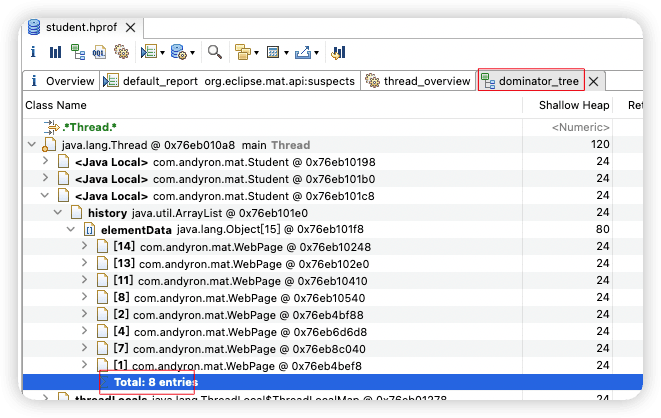 student.hprof
i OQL
i Overview default_report org.eclipse.mat.api:suspects thread_overview dominator_tree
Class Name Shallow Heap Ret
.*Thread.* <Numeric>
java.lang.Thread @ 0x76eb010a8 main Thread 120
<Java Local> com.andyron.mat.Student @ 0x76eb10198 24
<Java Local> com.andyron.mat.Student @ 0x76eb101b0 24
<Java Local> com.andyron.mat.Student @ 0x76eb101c8 24
history java.util.ArrayList @ 0x76eb101e0 24
elementData java.lang.Object[15] @ 0x76eb101f8 80
[14] com.andyron.mat.WebPage @ 0x76eb10248 24
[13] com.andyron.mat.WebPage @ 0x76eb102e0 24
[11] com.andyron.mat.WebPage @ 0x76eb10410 24
[8] com.andyron.mat.WebPage @ 0x76eb10540 24
[2] com.andyron.mat.WebPage @ 0x76eb4bf88 24
[4] com.andyron.mat.WebPage @ 0x76eb6d6d8 24
[7] com.andyron.mat.WebPage @ 0x76eb8c040 24
[1] com.andyron.mat.WebPage @ 0x76eb4bef8 24
Total: 8 entries
threadLocals java.lang.ThreadLocal$ThreadLocalMap @ 0x76eb01278 24